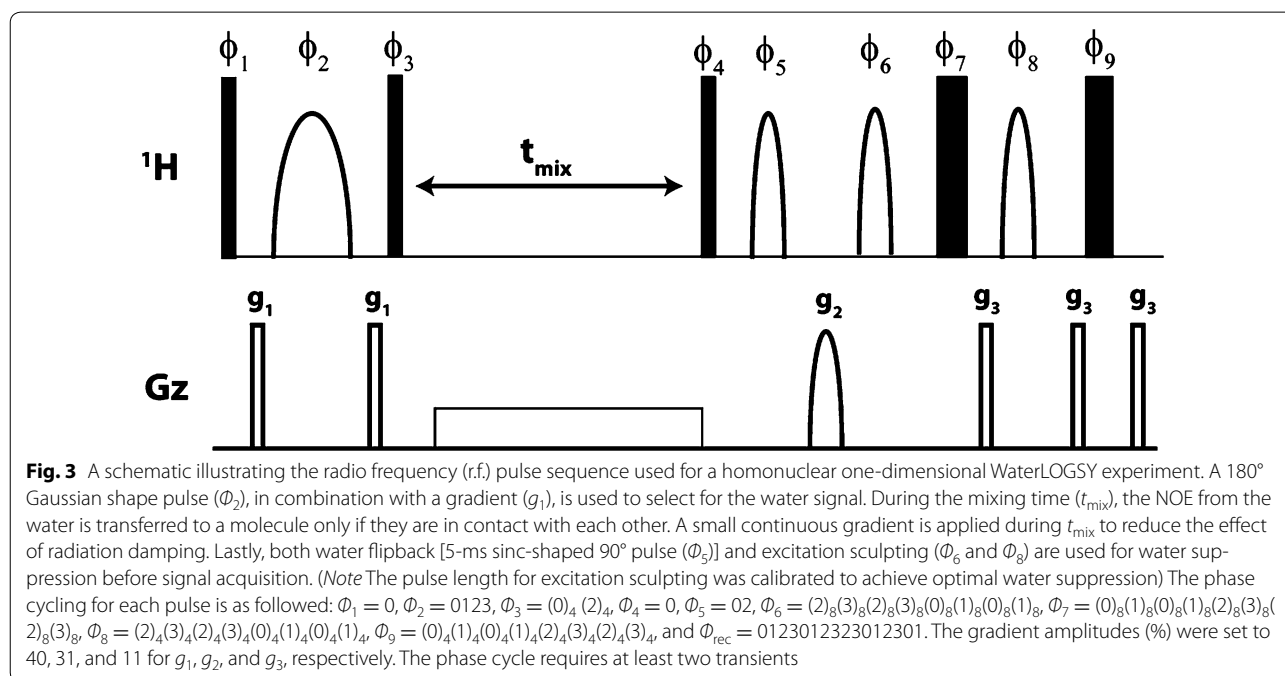 ϕ1 ϕ2 ϕ3 ϕ4 ϕ5 ϕ6 ϕ7 ϕ8 ϕ9
1H
tmix
g1 g1 g2 g3 g3 g3
Gz
Fig. 3 A schematic illustrating the radio frequency (r.f.) pulse sequence used for a homonuclear one-dimensional WaterLOGSY experiment. A 180°
Gaussian shape pulse (Φ2), in combination with a gradient (g1), is used to select for the water signal. During the mixing time (tmix), the NOE from the
water is transferred to a molecule only if they are in contact with each other. A small continuous gradient is applied during tmix to reduce the effect
of radiation damping. Lastly, both water flipback [5-ms sinc-shaped 90° pulse (Φ5)] and excitation sculpting (Φ6 and Φ8) are used for water sup-
pression before signal acquisition. (Note The pulse length for excitation sculpting was calibrated to achieve optimal water suppression) The phase
cycling for each pulse is as followed: Φ1 = 0, Φ2 = 0123, Φ3 = (0)4 (2)4, Φ4 = 0, Φ5 = 02, Φ6 = (2)8(3)8(2)8(3)8(0)8(1)8(0)8(1)8, Φ7 = (0)8(1)8(0)8(1)8(2)8(3)8(
2)8(3)8, Φ8 = (2)4(3)4(2)4(3)4(0)4(1)4(0)4(1)4, Φ9 = (0)4(1)4(0)4(1)4(2)4(3)4(2)4(3)4, and Φrec = 0123012323012301. The gradient amplitudes (%) were set to
40, 31, and 11 for g1, g2, and g3, respectively. The phase cycle requires at least two transients